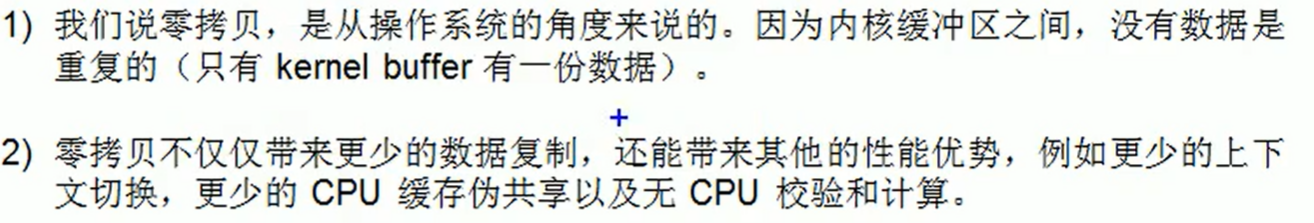 1) 我们说零拷贝，是从操作系统的角度来说的。因为内核缓冲区之间，没有数据是
重复的（只有 kernel buffer 有一份数据）。
2) 零拷贝不仅仅带来更少的数据复制，还能带来其他的性能优势，例如更少的上下
文切换，更少的 CPU 缓存伪共享以及无 CPU 校验和计算。